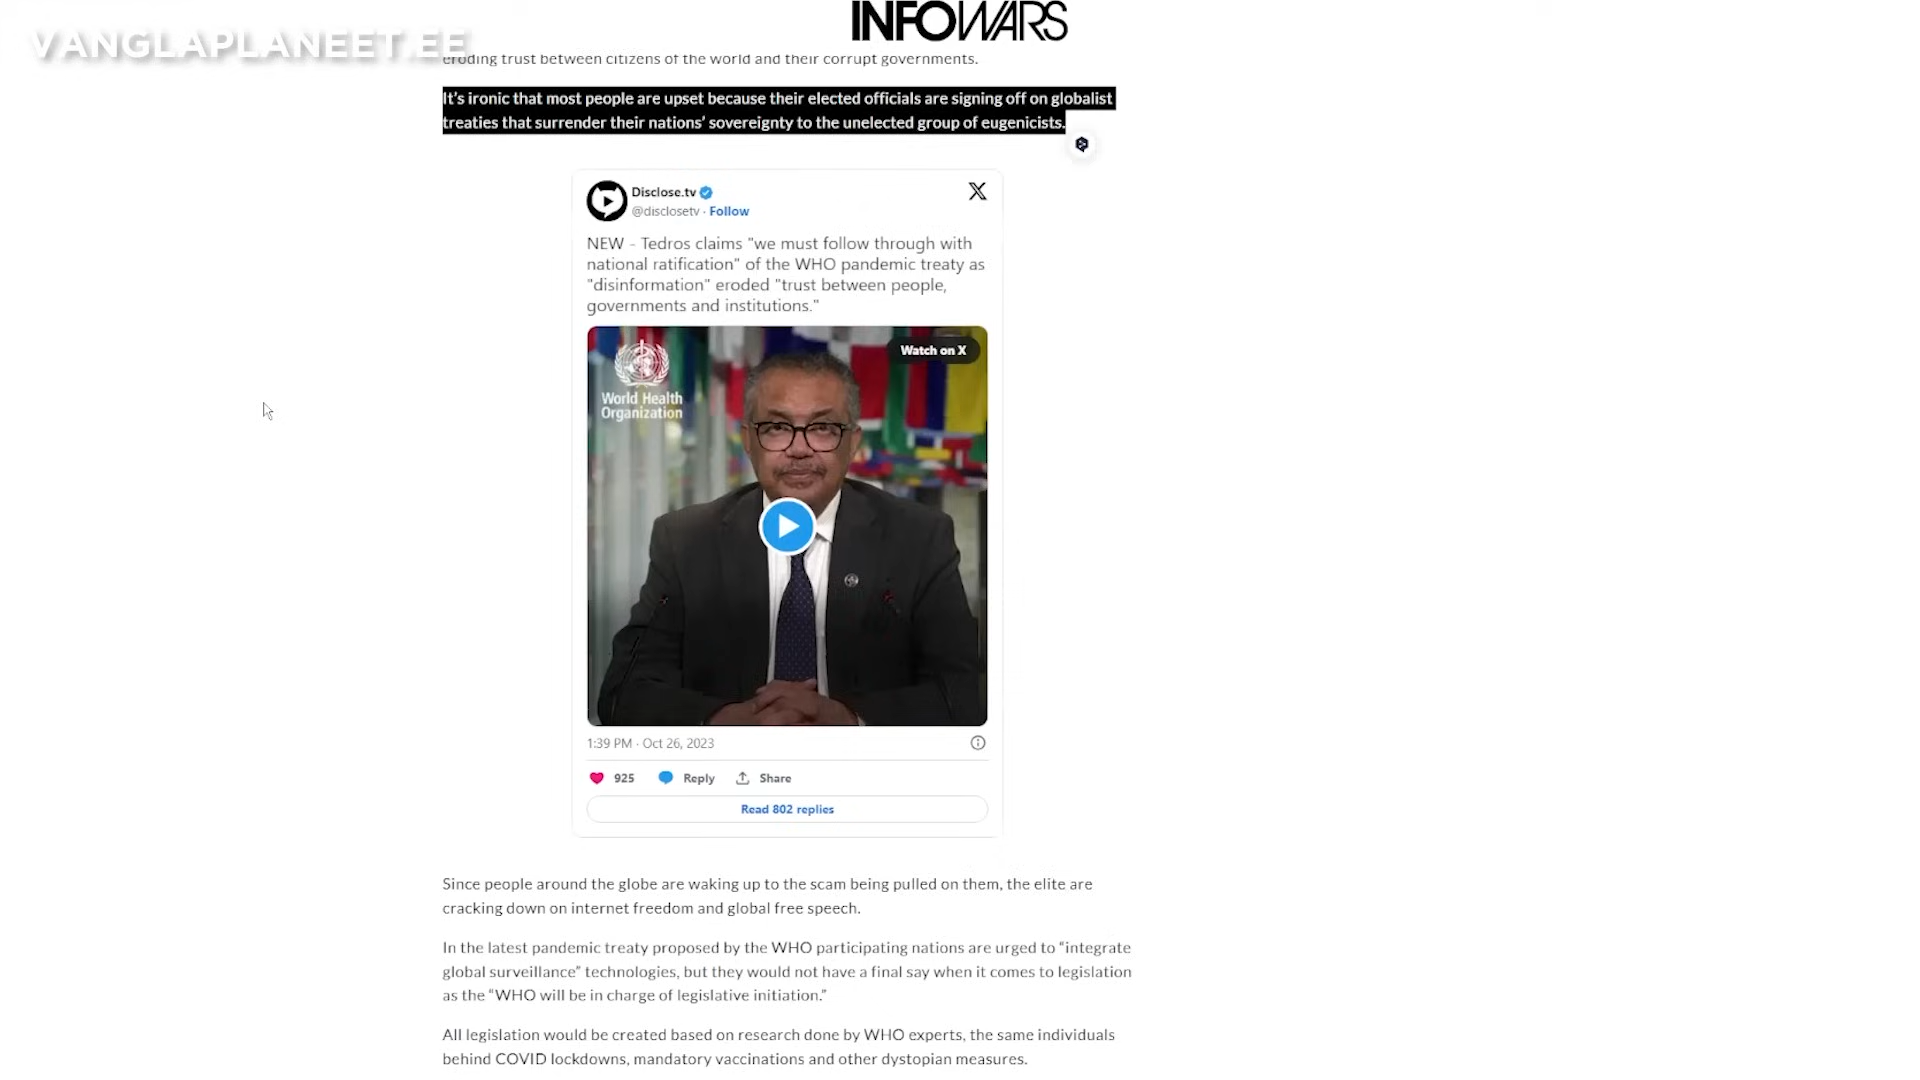 INFOWARS
VANGLAPLANEET.EE
eroding trust between citizens of the world and their corrupt governments.
It's ironic that most people are upset because their elected officials are signing off on globalist
treaties that surrender their nations' sovereignty to the unelected group of eugenicists.
Disclose.tv
@disclosetv · Follow
X
NEW - Tedros claims "we must follow through with
national ratification" of the WHO pandemic treaty as
"disinformation" eroded "trust between people,
governments and institutions."
Watch on X
World Health
Organization
1:39 PM · Oct 26, 2023
925 Reply Share
Read 802 replies
Since people around the globe are waking up to the scam being pulled on them, the elite are
cracking down on internet freedom and global free speech.
In the latest pandemic treaty proposed by the WHO participating nations are urged to “integrate
global surveillance” technologies, but they would not have a final say when it comes to legislation
as the “WHO will be in charge of legislative initiation.”
All legislation would be created based on research done by WHO experts, the same individuals
behind COVID lockdowns, mandatory vaccinations and other dystopian measures.